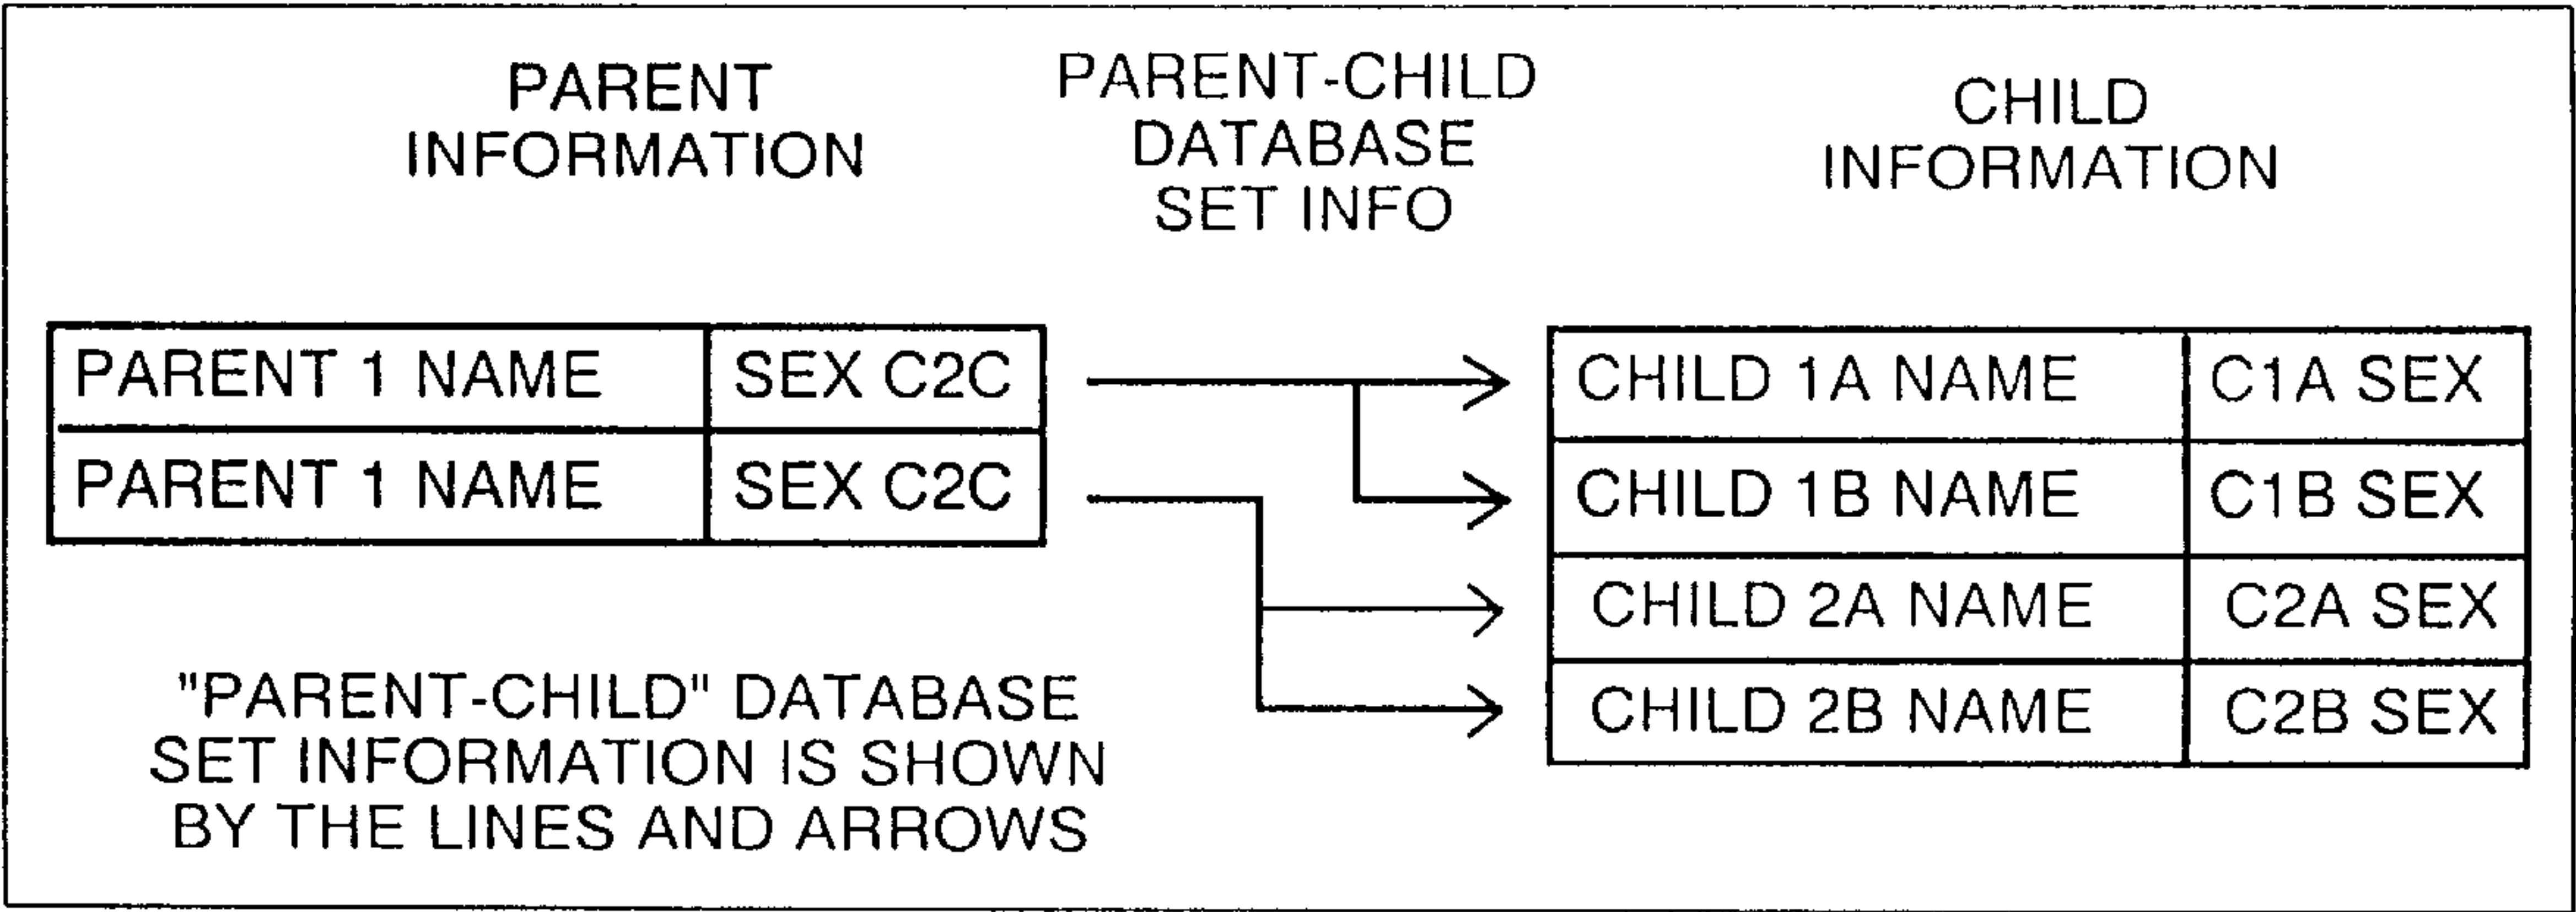 PARENT
INFORMATION
PARENT-CHILD
DATABASE
SET INFO
CHILD
INFORMATION
PARENT 1 NAME SEX C2C
PARENT 1 NAME SEX C2C
CHILD 1A NAME C1A SEX
CHILD 1B NAME C1B SEX
CHILD 2A NAME C2A SEX
CHILD 2B NAME C2B SEX
"PARENT-CHILD" DATABASE
SET INFORMATION IS SHOWN
BY THE LINES AND ARROWS